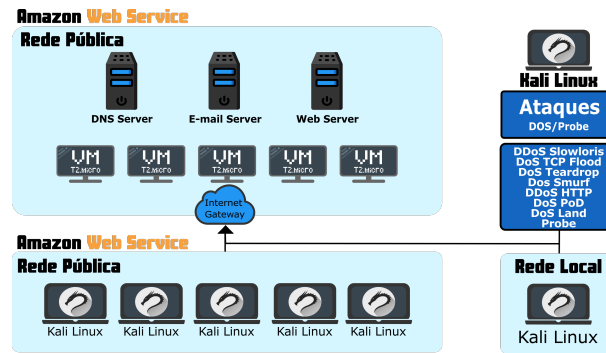 Amazon Web Service
Rede Pública
DNS Server
E-mail Server
Web Server
VM
T2.MICRO
VM
T2.MICRO
VM
T2.MICRO
VM
T2.MICRO
VM
T2.MICRO
Internet
Gateway
Kali Linux
Ataques
DOS/Probe
DDoS Slowloris
DoS TCP Flood
DoS Teardrop
Dos Smurf
DDoS HTTP
DoS PoD
DoS Land
Probe
Amazon Web Service
Rede Pública
Kali Linux
Kali Linux
Kali Linux
Kali Linux
Kali Linux
Rede Local
Kali Linux